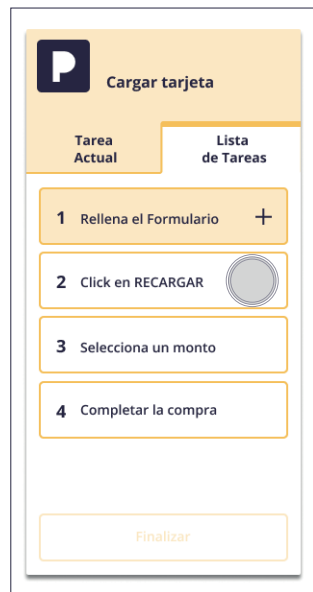 P
Cargar tarjeta
Tarea
Actual
Lista
de Tareas
1 Rellena el Formulario +
2 Click en RECARGAR
3 Selecciona un monto
4 Completar la compra
Finalizar